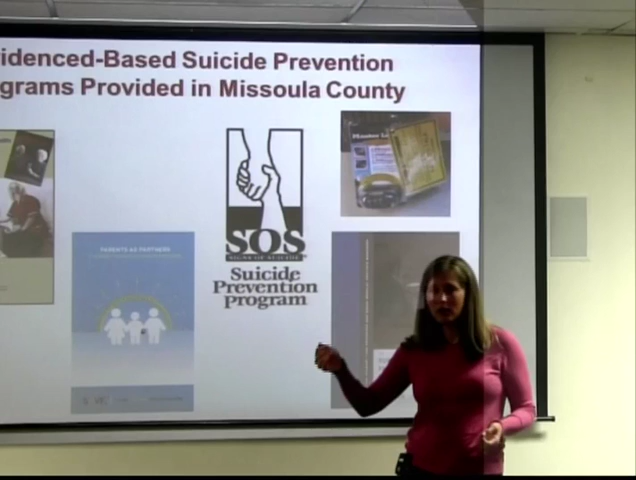 idenced-Based Suicide Prevention
grams Provided in Missoula County
PARENTS AS PARTNERS
SOS
SIGNS OF SUICIDE
Suicide
Prevention
Program